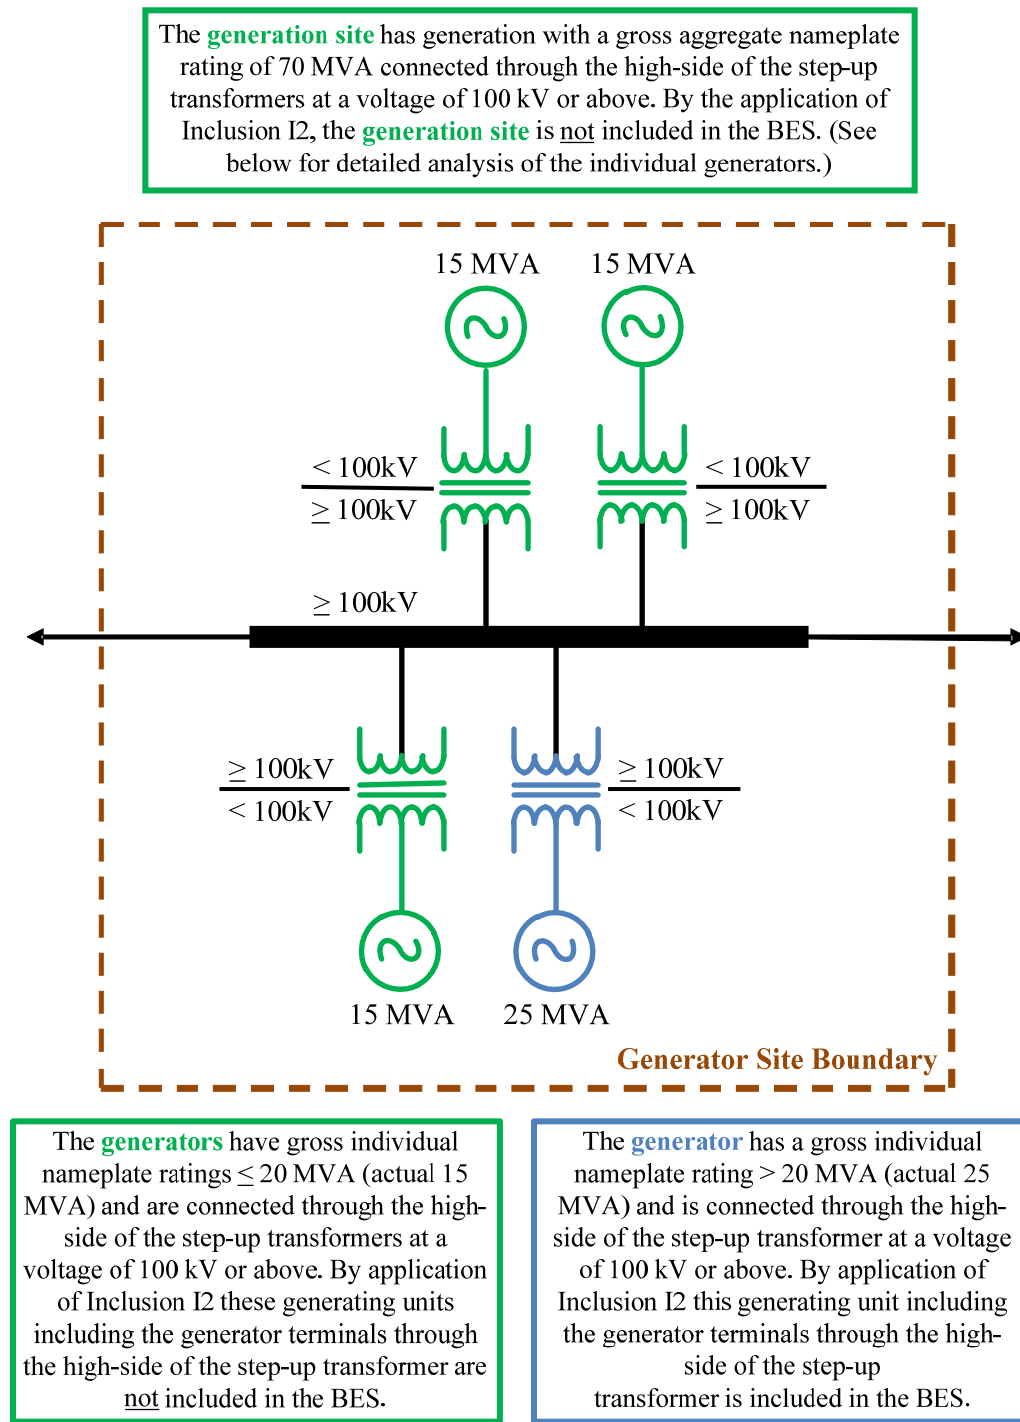 The generation site has generation with a gross aggregate nameplate
rating of 70 MVA connected through the high-side of the step-up
transformers at a voltage of 100 kV or above. By the application of
Inclusion I2, the generation site is not included in the BES. (See
below for detailed analysis of the individual generators.)
15 MVA
15 MVA
< 100kV
≥ 100kV
< 100kV
≥ 100kV
≥ 100kV
≥ 100kV
< 100kV
≥ 100kV
< 100kV
15 MVA
25 MVA
Generator Site Boundary
The generators have gross individual
nameplate ratings ≤ 20 MVA (actual 15
MVA) and are connected through the high-
side of the step-up transformers at a
voltage of 100 kV or above. By application
of Inclusion I2 these generating units
including the generator terminals through
the high-side of the step-up transformer are
not included in the BES.
The generator has a gross individual
nameplate rating > 20 MVA (actual 25
MVA) and is connected through the high-
side of the step-up transformer at a voltage
of 100 kV or above. By application of
Inclusion I2 this generating unit including
the generator terminals through the high-
side of the step-up
transformer is included in the BES.